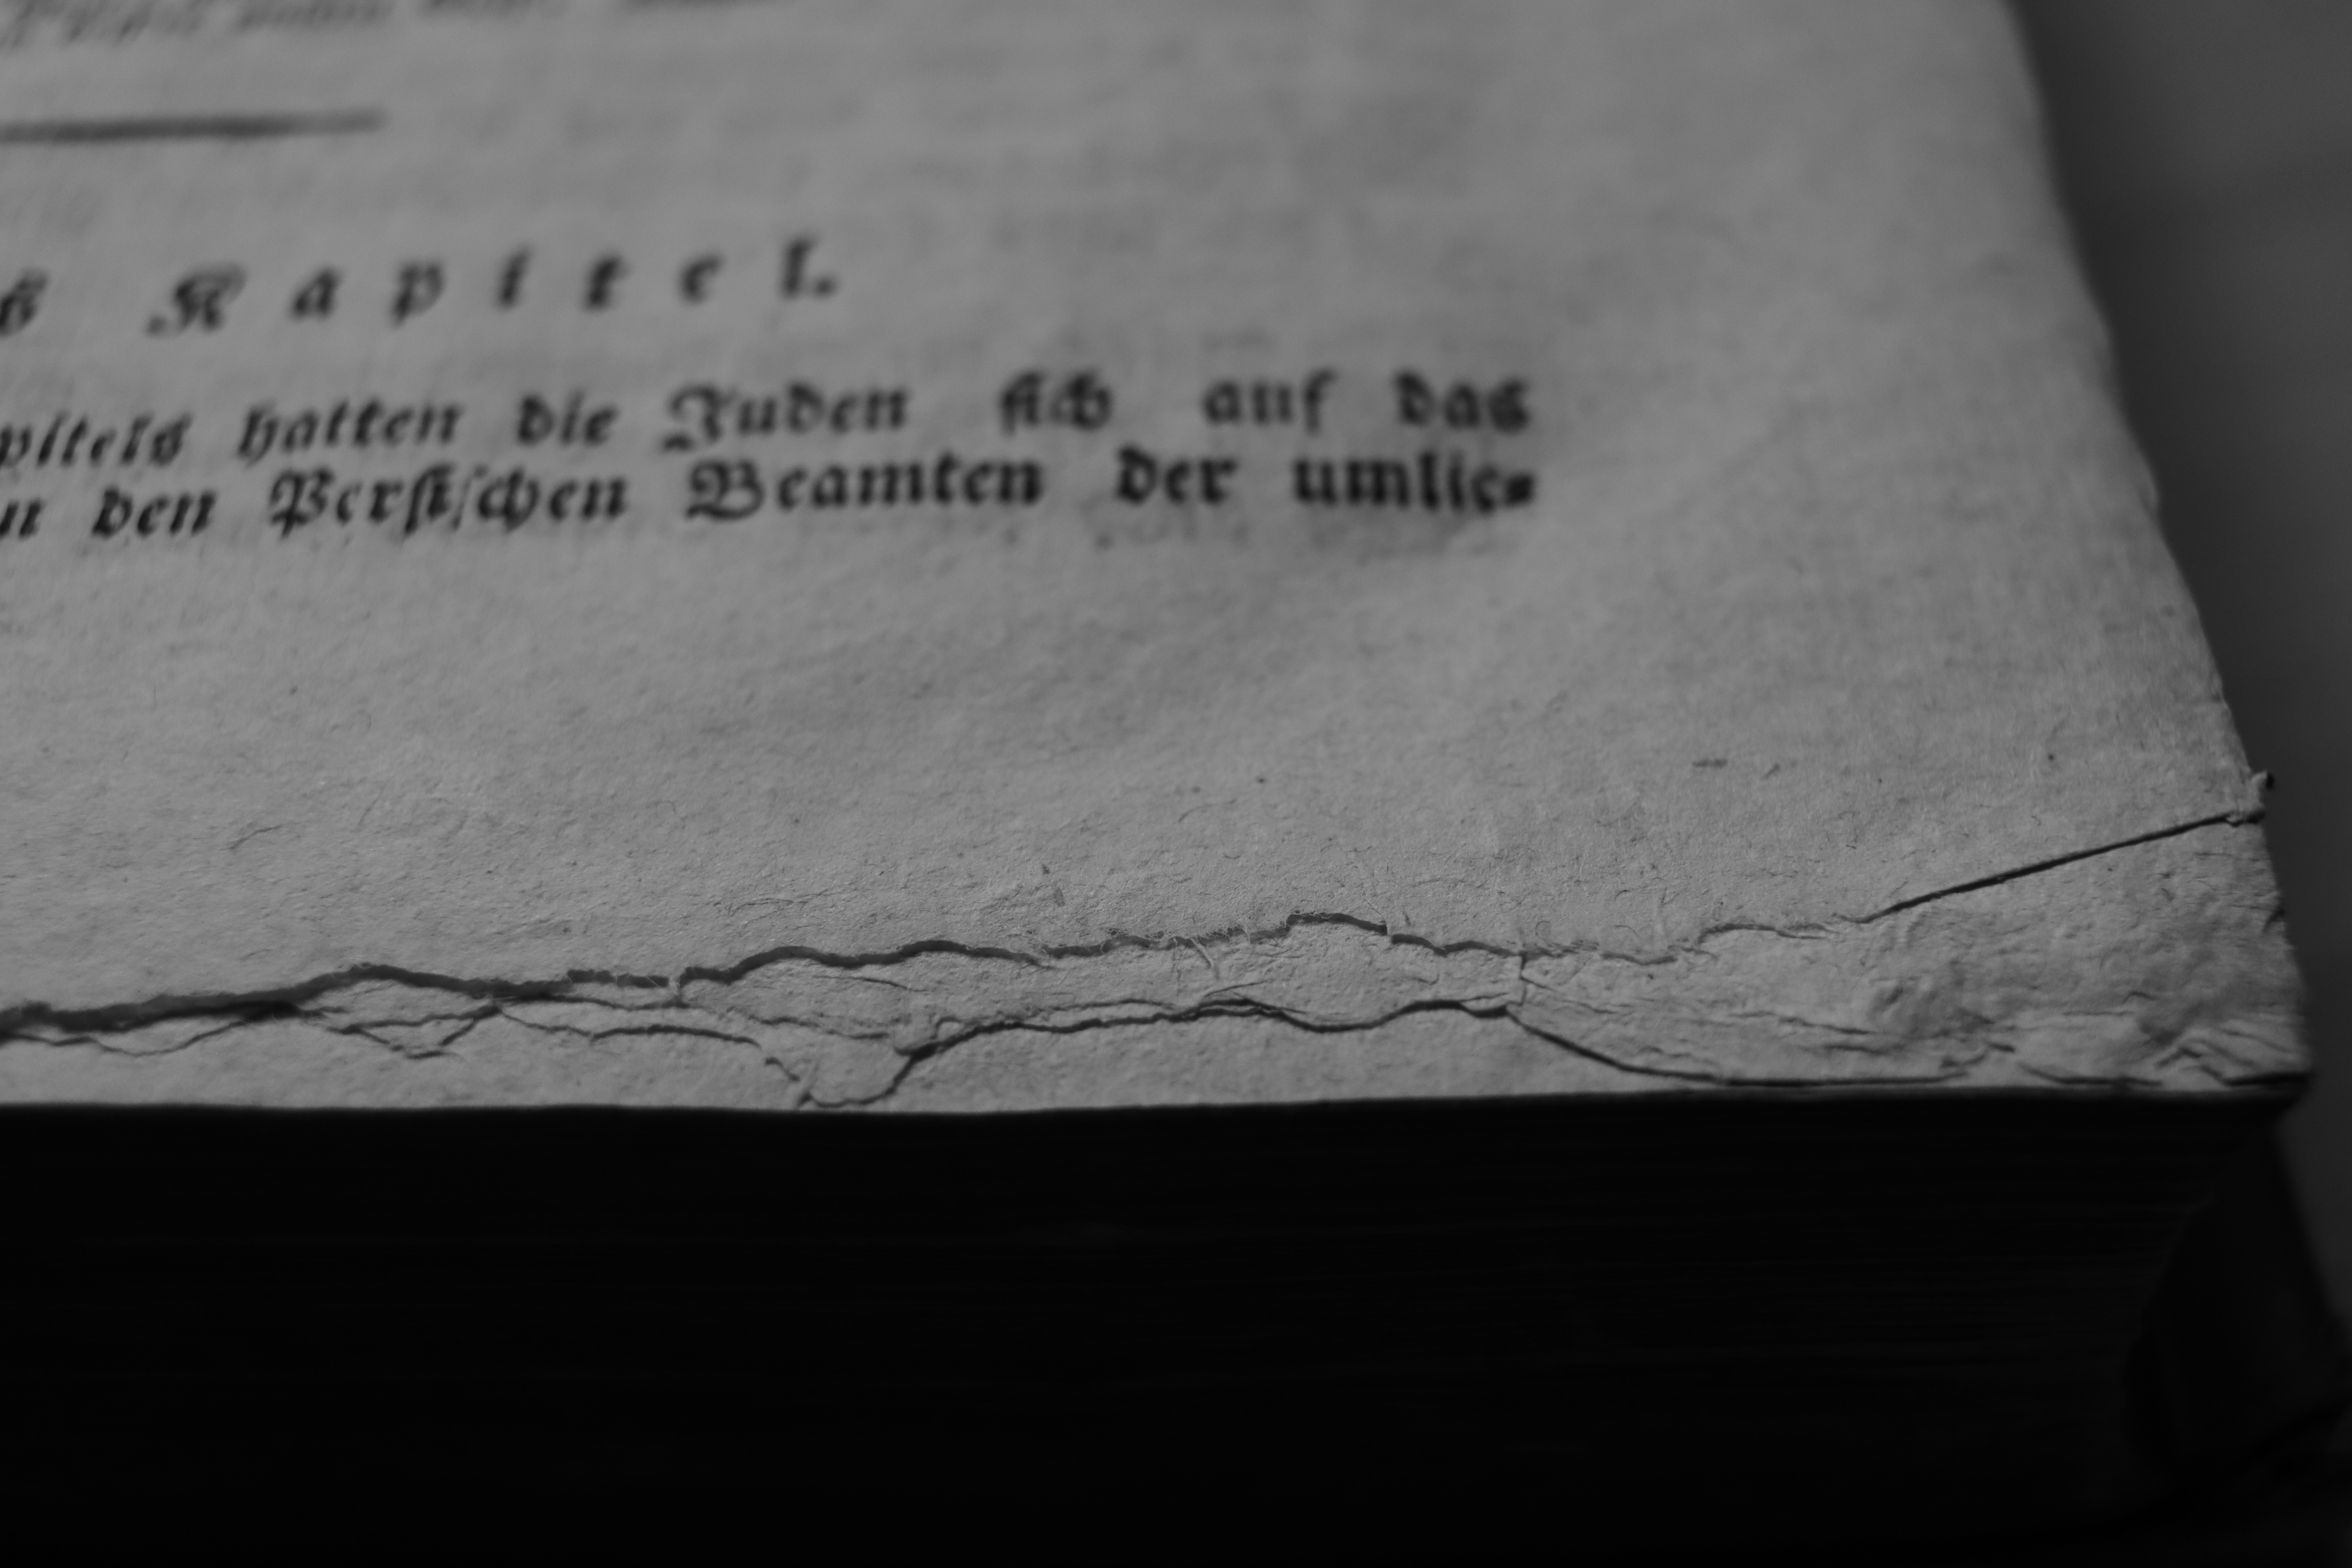 s Kapitel.
pitels hatten die Juden sich auf das
n den Persischen Beamten der umlie=